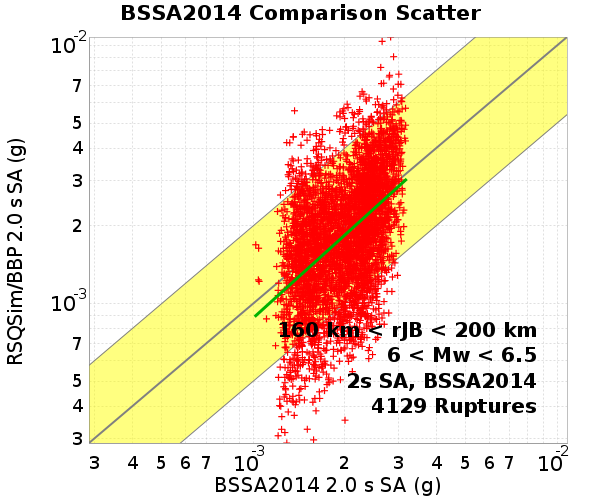 BSSA2014 Comparison Scatter
RSQSim/BBP 2.0 s SA (g)
10-2
7
5
4
3
2
10-3
7
5
4
3
160 km < rJB < 200 km
6 < Mw < 6.5
2s SA, BSSA2014
4129 Ruptures
3 4 5 6 7 10-3 2 3 4 5 6 7 10-2
BSSA2014 2.0 s SA (g)